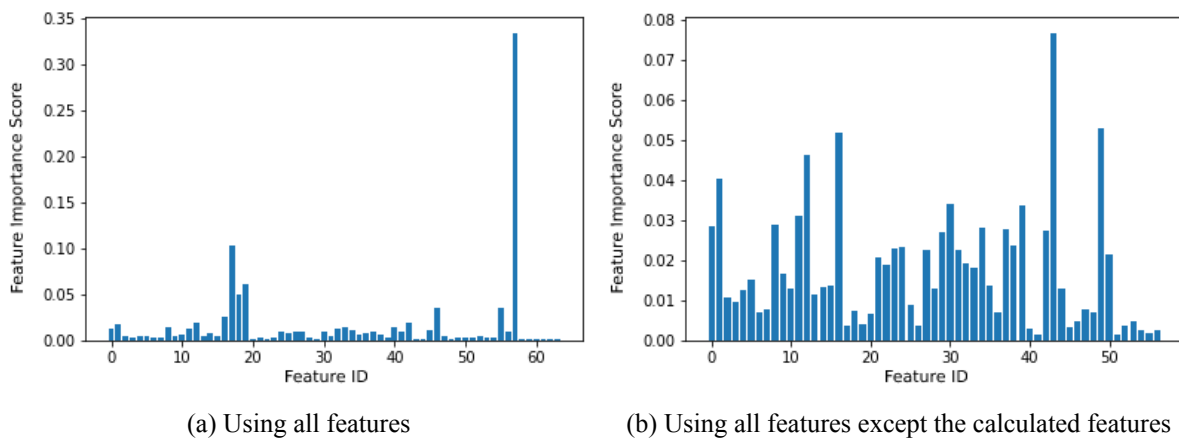 0.35
0.30
0.25
0.20
0.15
0.10
0.05
0.00
Feature Importance Score
0 10 20 30 40 50 60
Feature ID
(a) Using all features
0.08
0.07
0.06
0.05
0.04
0.03
0.02
0.01
0.00
Feature Importance Score
0 10 20 30 40 50
Feature ID
(b) Using all features except the calculated features